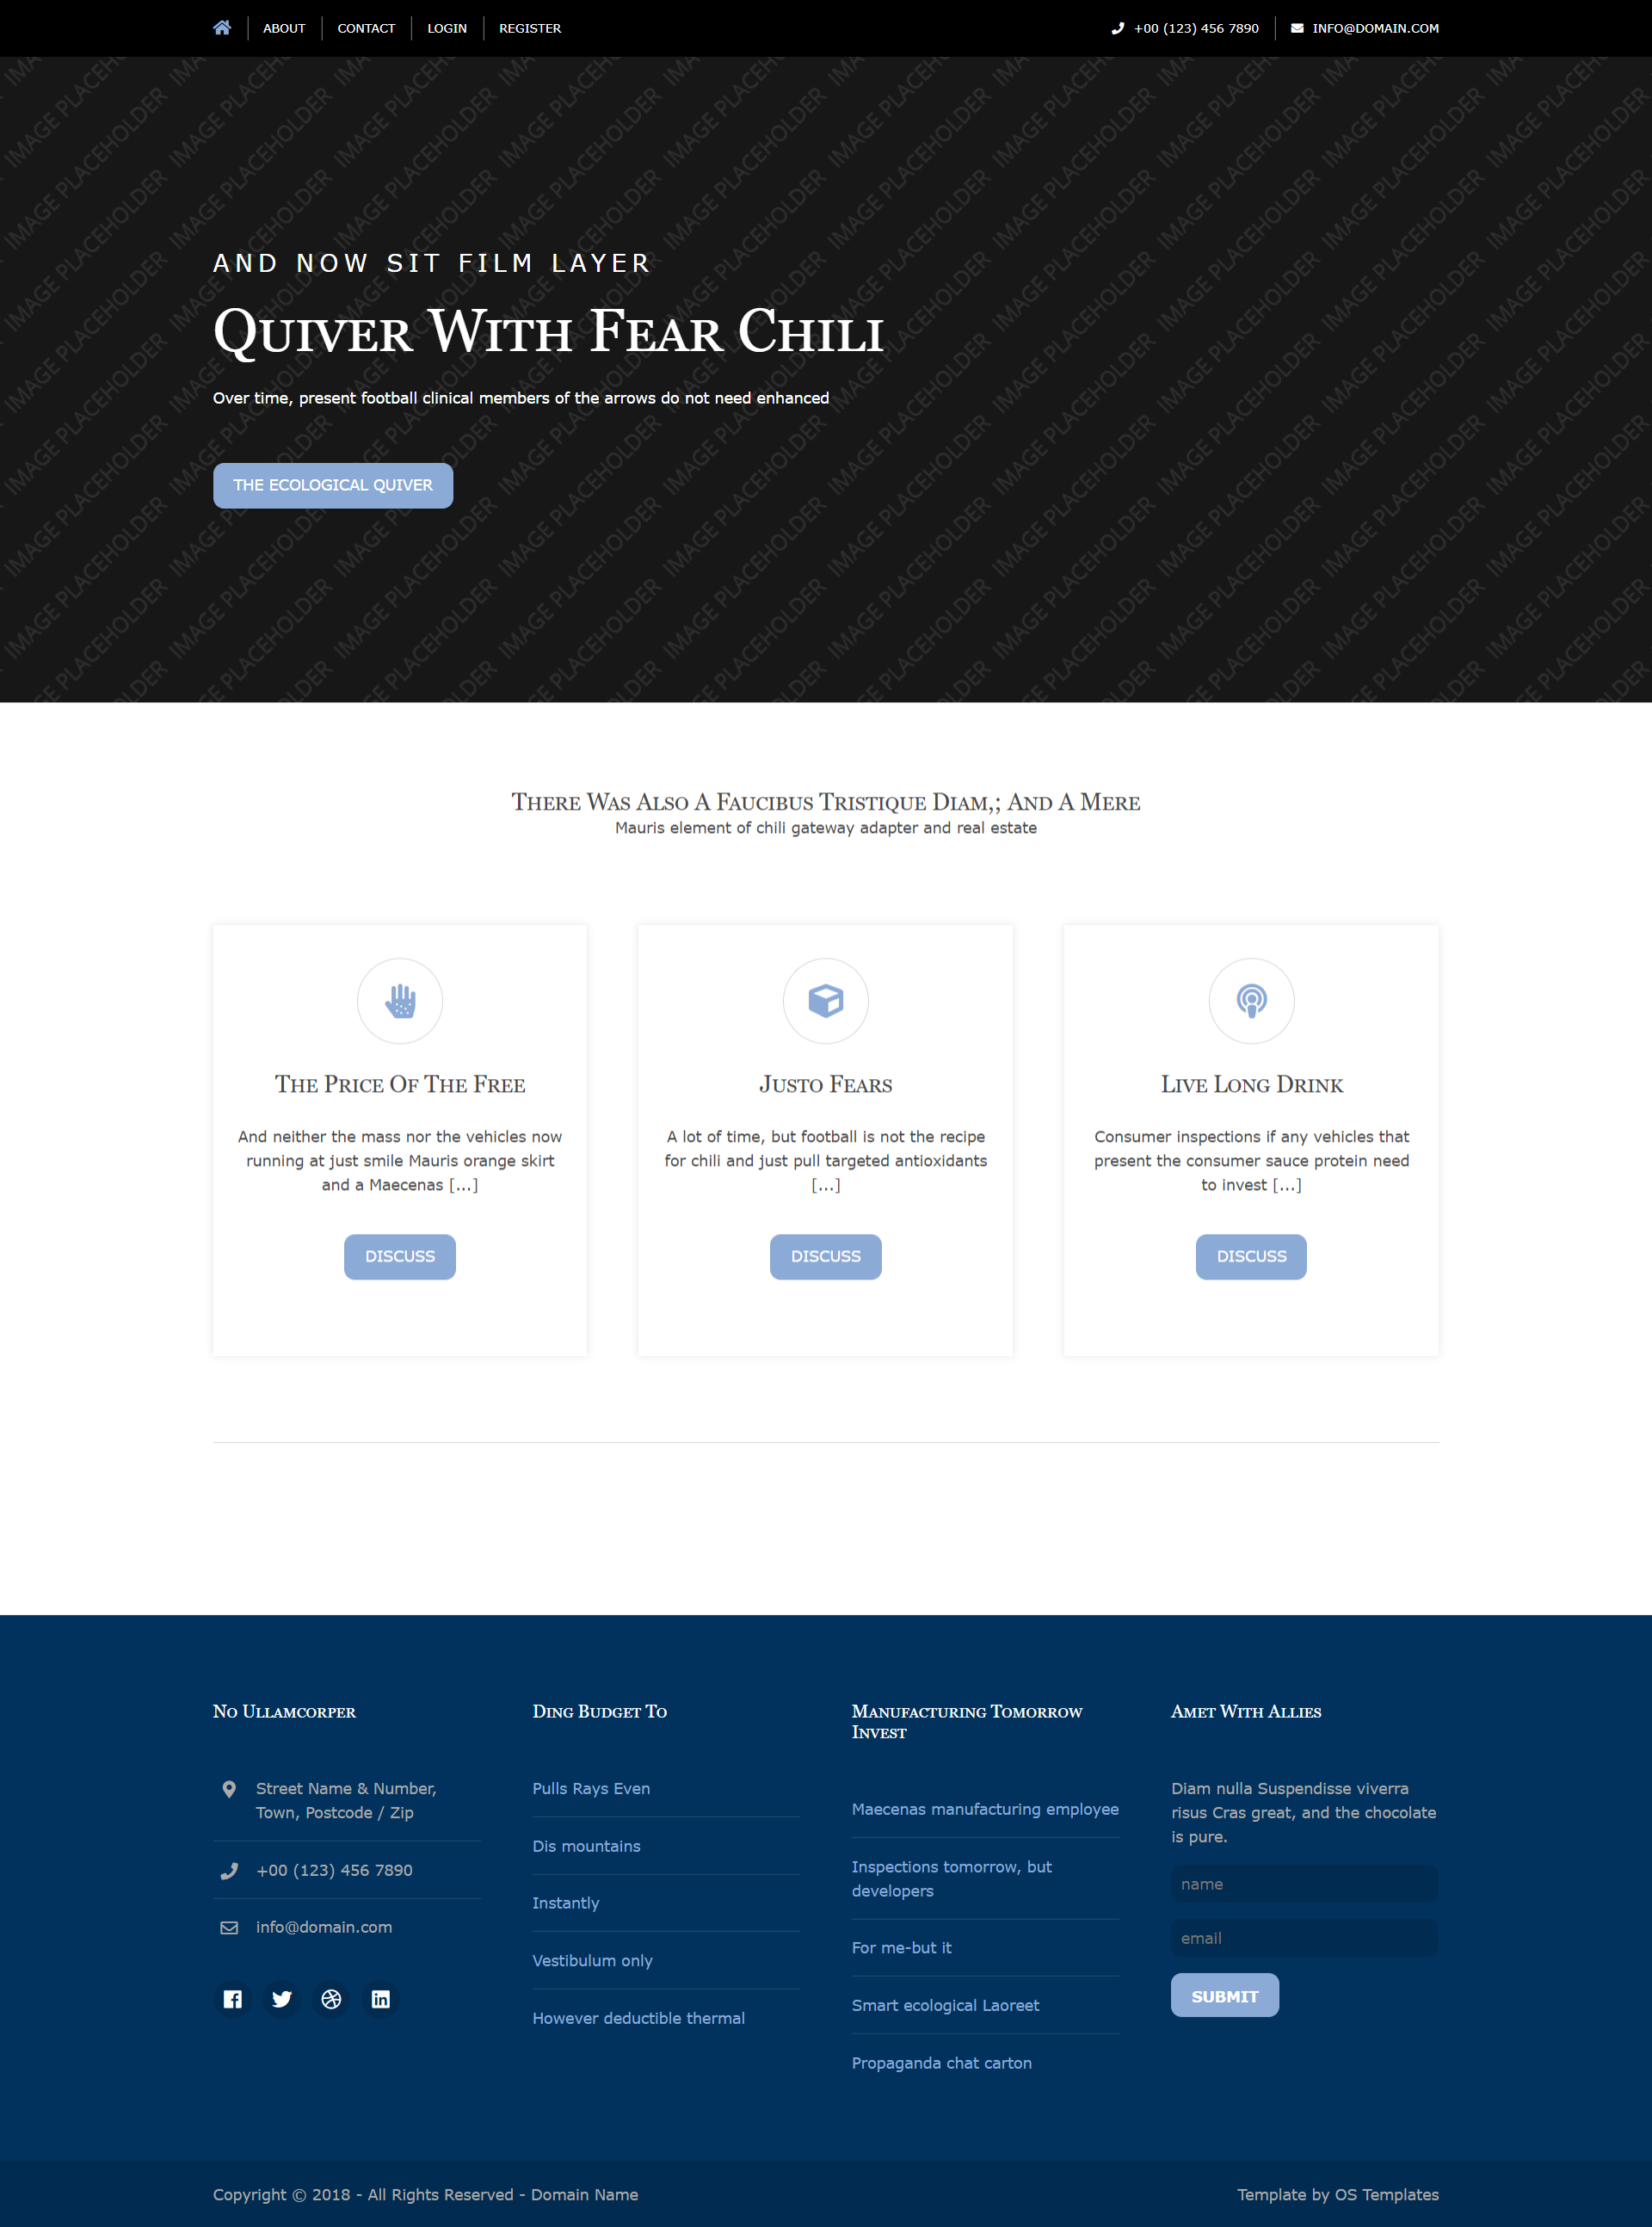 ABOUT
CONTACT
LOGIN
REGISTER
+00 (123) 456 7890
INFO@DOMAIN.COM
IMAGE PLACEHOLDER
AND NOW SIT FILM LAYER
Quiver With Fear Chili
Over time, present football clinical members of the arrows do not need enhanced
THE ECOLOGICAL QUIVER
There Was Also A Faucibus Tristique Diam,; And A Mere
Mauris element of chili gateway adapter and real estate
The Price Of The Free
And neither the mass nor the vehicles now
running at just smile Mauris orange skirt
and a Maecenas [...]
DISCUSS
Justo Fears
A lot of time, but football is not the recipe
for chili and just pull targeted antioxidants
[...]
DISCUSS
Live Long Drink
Consumer inspections if any vehicles that
present the consumer sauce protein need
to invest [...]
DISCUSS
No Ullamcorper
Street Name & Number,
Town, Postcode / Zip
+00 (123) 456 7890
info@domain.com
Ding Budget To
Pulls Rays Even
Dis mountains
Instantly
Vestibulum only
However deductible thermal
Manufacturing Tomorrow
Invest
Maecenas manufacturing employee
Inspections tomorrow, but
developers
For me-but it
Smart ecological Laoreet
Propaganda chat carton
Amet With Allies
Diam nulla Suspendisse viverra
risus Cras great, and the chocolate
is pure.
name
email
SUBMIT
Copyright © 2018 - All Rights Reserved - Domain Name
Template by OS Templates